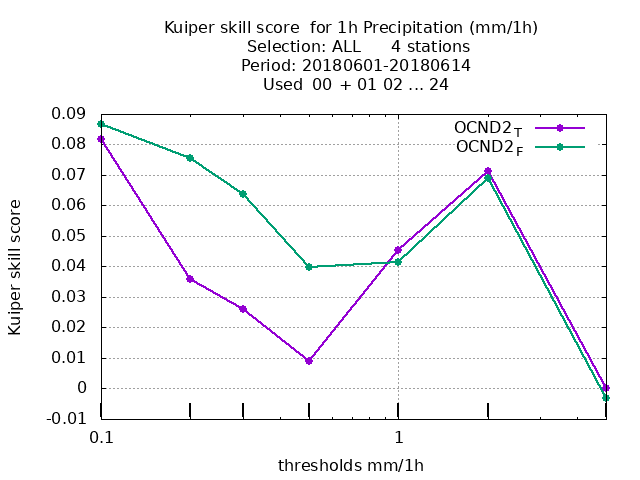 Kuiper skill score  for 1h Precipitation (mm/1h)
Selection: ALL      4 stations
Period: 20180601-20180614
Used  00  + 01 02 ... 24
OCND2T
OCND2F
0.09
0.08
0.07
0.06
0.05
0.04
0.03
0.02
0.01
0
-0.01
Kuiper skill score
0.1
1
thresholds mm/1h